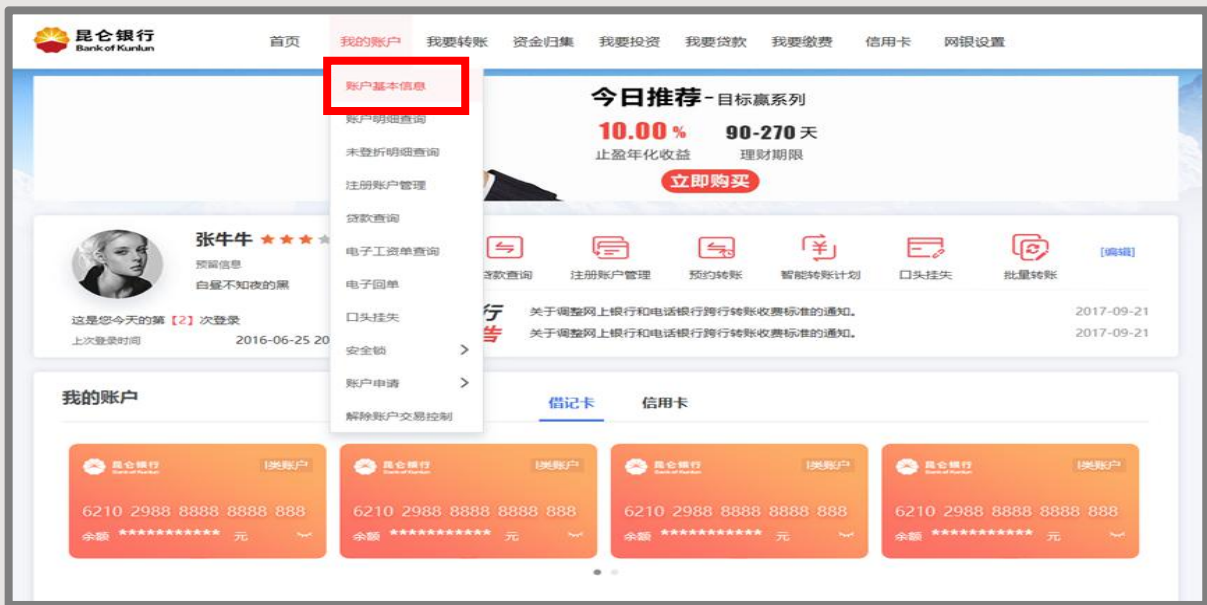 昆仑银行
Bank of Kunlun
首页 我的账户 我要转账 资金归集 我要投资 我要贷款 我要缴费 信用卡 网银设置
账户基本信息
账户明细查询
未登折明细查询
注册账户管理
贷款查询
电子工资单查询
电子回单
口头挂失
安全锁
账户申请
解除账户交易控制
今日推荐-目标赢系列
10.00 % 90-270 天
止盈年化收益 理财期限
立即购买
张牛牛
预留信息
白昼不知夜的黑
这是您今天的第【2】次登录
上次登录时间 2016-06-25 20
款查询 注册账户管理 预约转账 智能转账计划 口头挂失 批量转账 [编辑]
行 关于调整网上银行和电话银行跨行转账收费标准的通知。 2017-09-21
告 关于调整网上银行和电话银行跨行转账收费标准的通知。 2017-09-21
我的账户
借记卡 信用卡
昆仑银行 I类账户
Bank of Kunlun
6210 2988 8888 8888 888
余额 *********** 元
昆仑银行 I类账户
Bank of Kunlun
6210 2988 8888 8888 888
余额 *********** 元
昆仑银行 I类账户
Bank of Kunlun
6210 2988 8888 8888 888
余额 *********** 元
昆仑银行 I类账户
Bank of Kunlun
6210 2988 8888 8888 888
余额 *********** 元